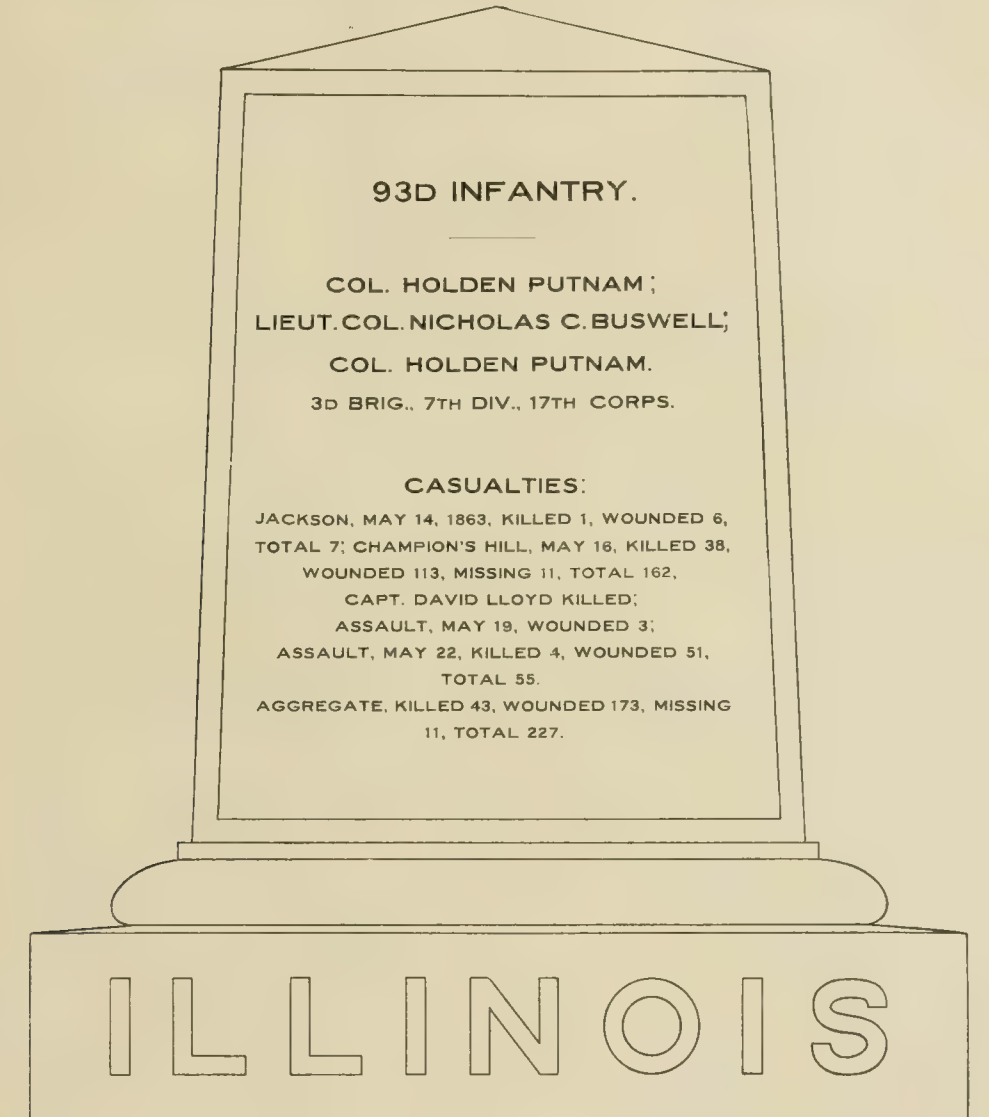 93D INFANTRY.
COL. HOLDEN PUTNAM;
LIEUT. COL. NICHOLAS C. BUSWELL;
COL. HOLDEN PUTNAM.
3D BRIG., 7TH DIV., 17TH CORPS.
CASUALTIES:
JACKSON, MAY 14, 1863, KILLED 1, WOUNDED 6,
TOTAL 7; CHAMPION'S HILL, MAY 16, KILLED 38,
WOUNDED 113, MISSING 11, TOTAL 162,
CAPT. DAVID LLOYD KILLED;
ASSAULT, MAY 19, WOUNDED 3;
ASSAULT, MAY 22, KILLED 4, WOUNDED 51,
TOTAL 55.
AGGREGATE, KILLED 43, WOUNDED 173, MISSING
11, TOTAL 227.
ILLINOIS